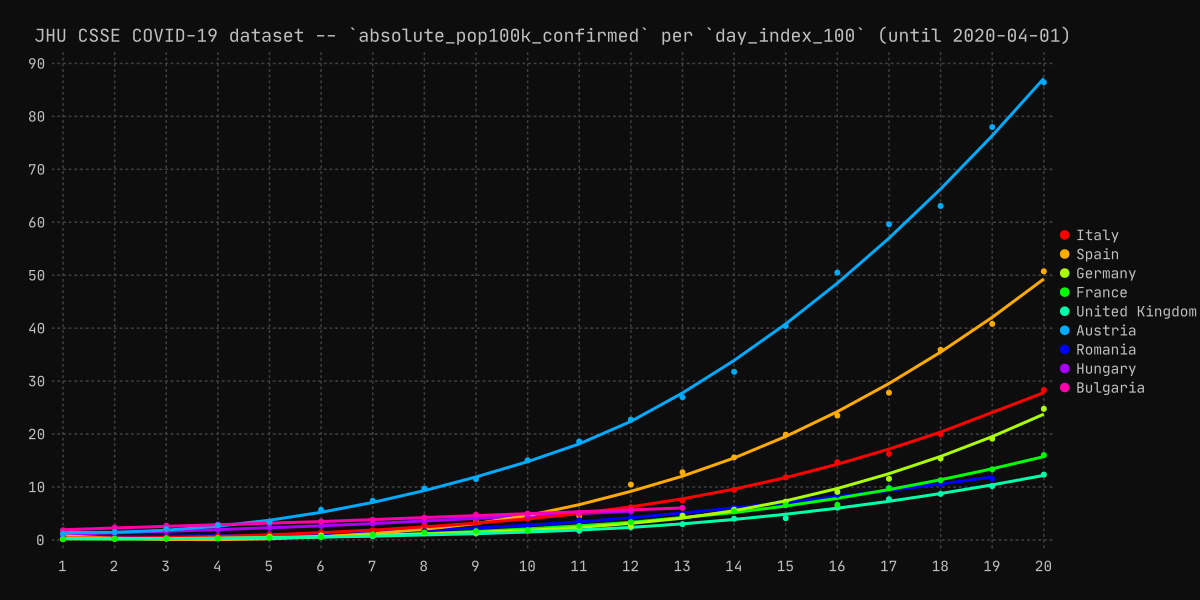 JHU CSSE COVID-19 dataset -- `absolute_pop100k_confirmed` per `day_index_100` (until 2020-04-01)
90
80
70
60
50
40
30
20
10
0
1 2 3 4 5 6 7 8 9 10 11 12 13 14 15 16 17 18 19 20
Italy
Spain
Germany
France
United Kingdom
Austria
Romania
Hungary
Bulgaria